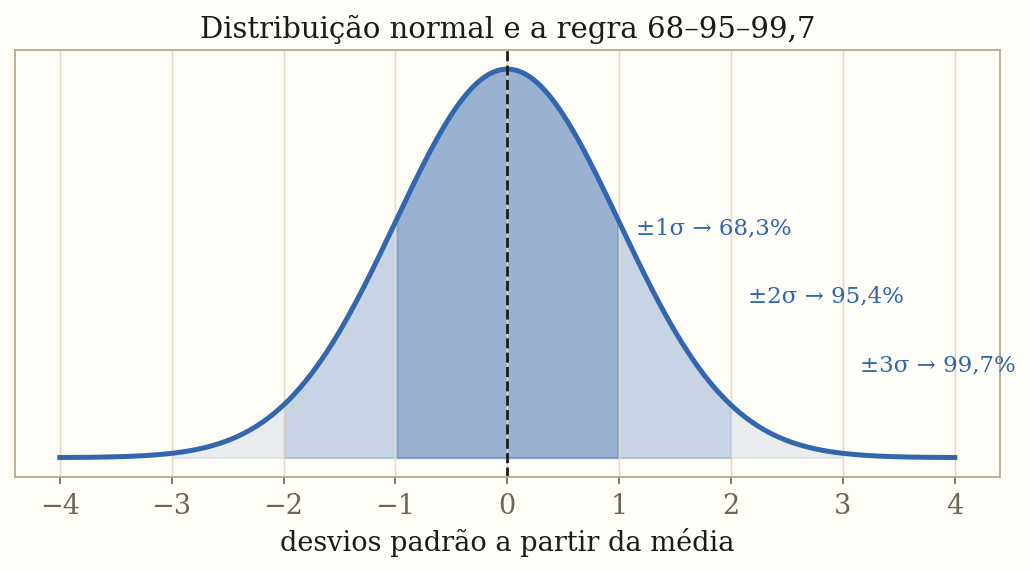 Distribuição normal e a regra 68–95–99,7
±1σ → 68,3%
±2σ → 95,4%
±3σ → 99,7%
−4 −3 −2 −1 0 1 2 3 4
desvios padrão a partir da média